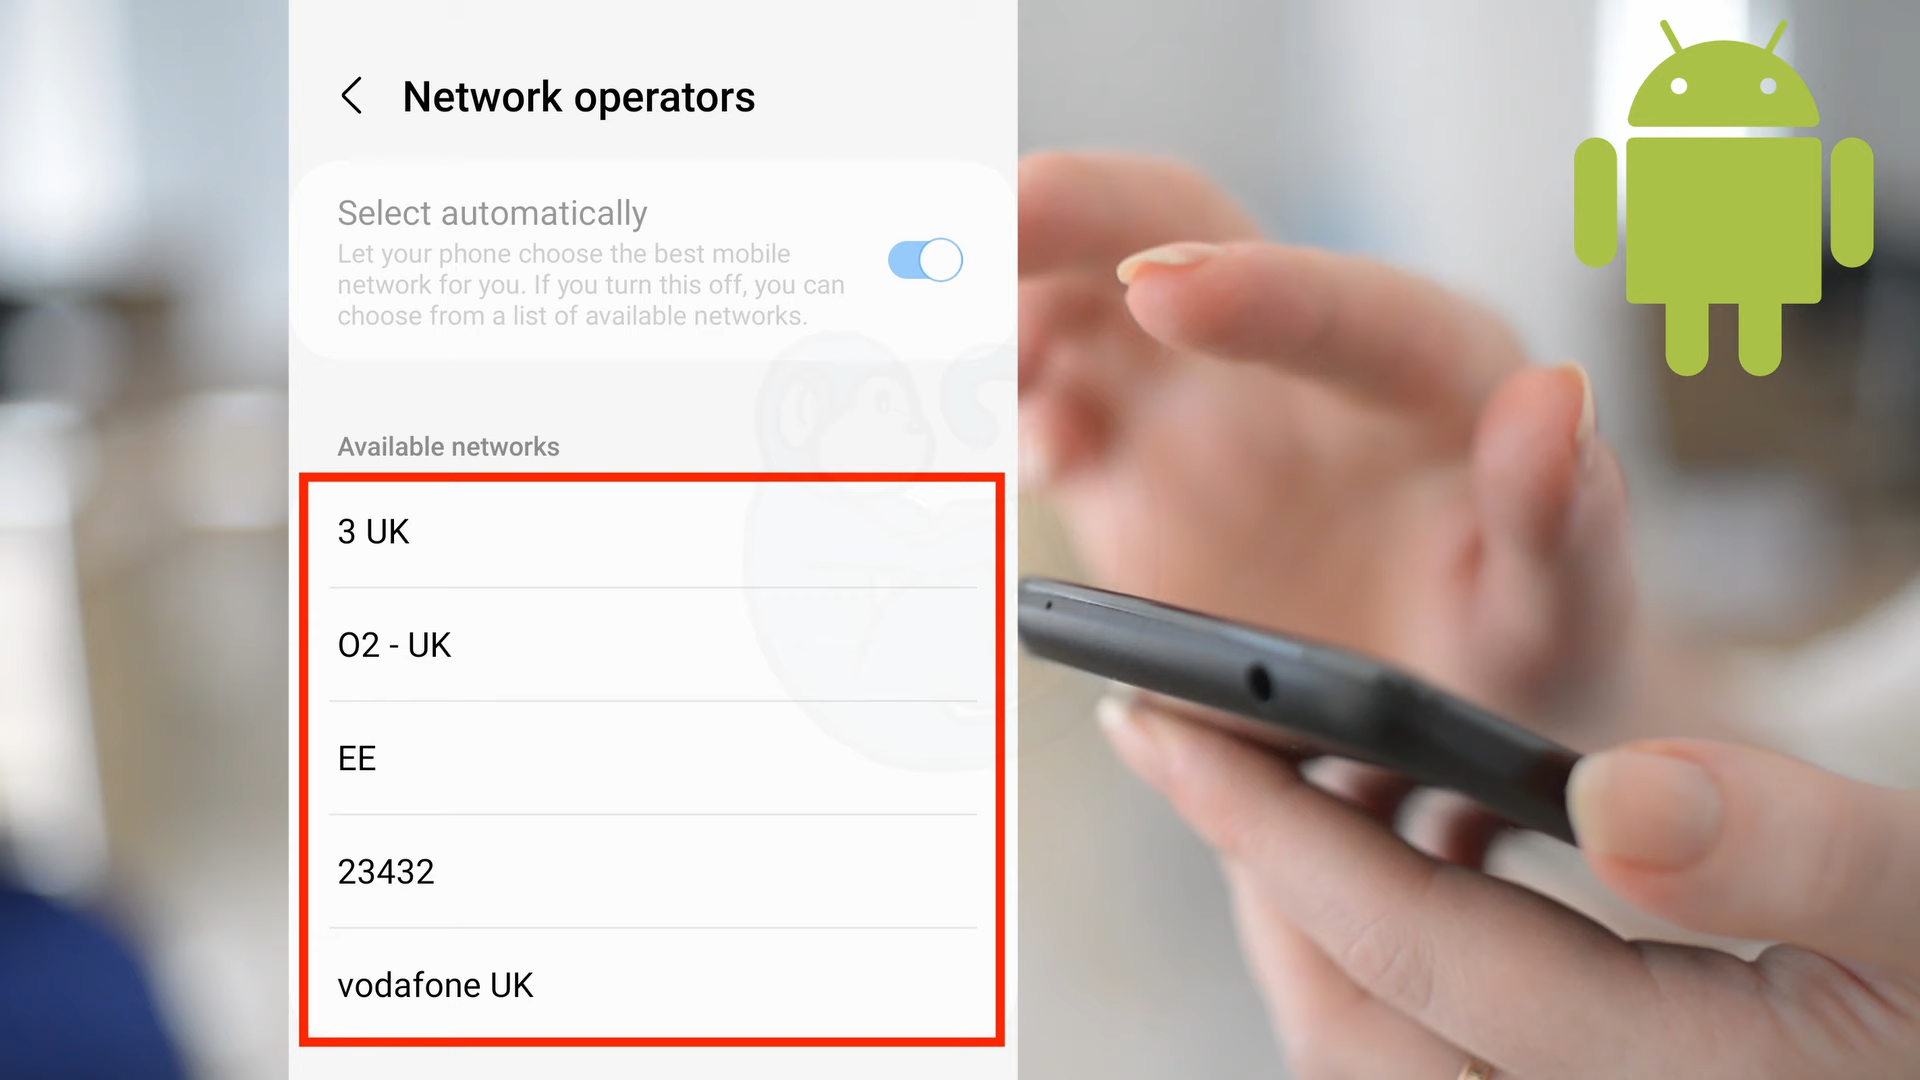 Network operators
Select automatically
Let your phone choose the best mobile
network for you. If you turn this off, you can
choose from a list of available networks.
Available networks
3 UK
O2 - UK
EE
23432
vodafone UK